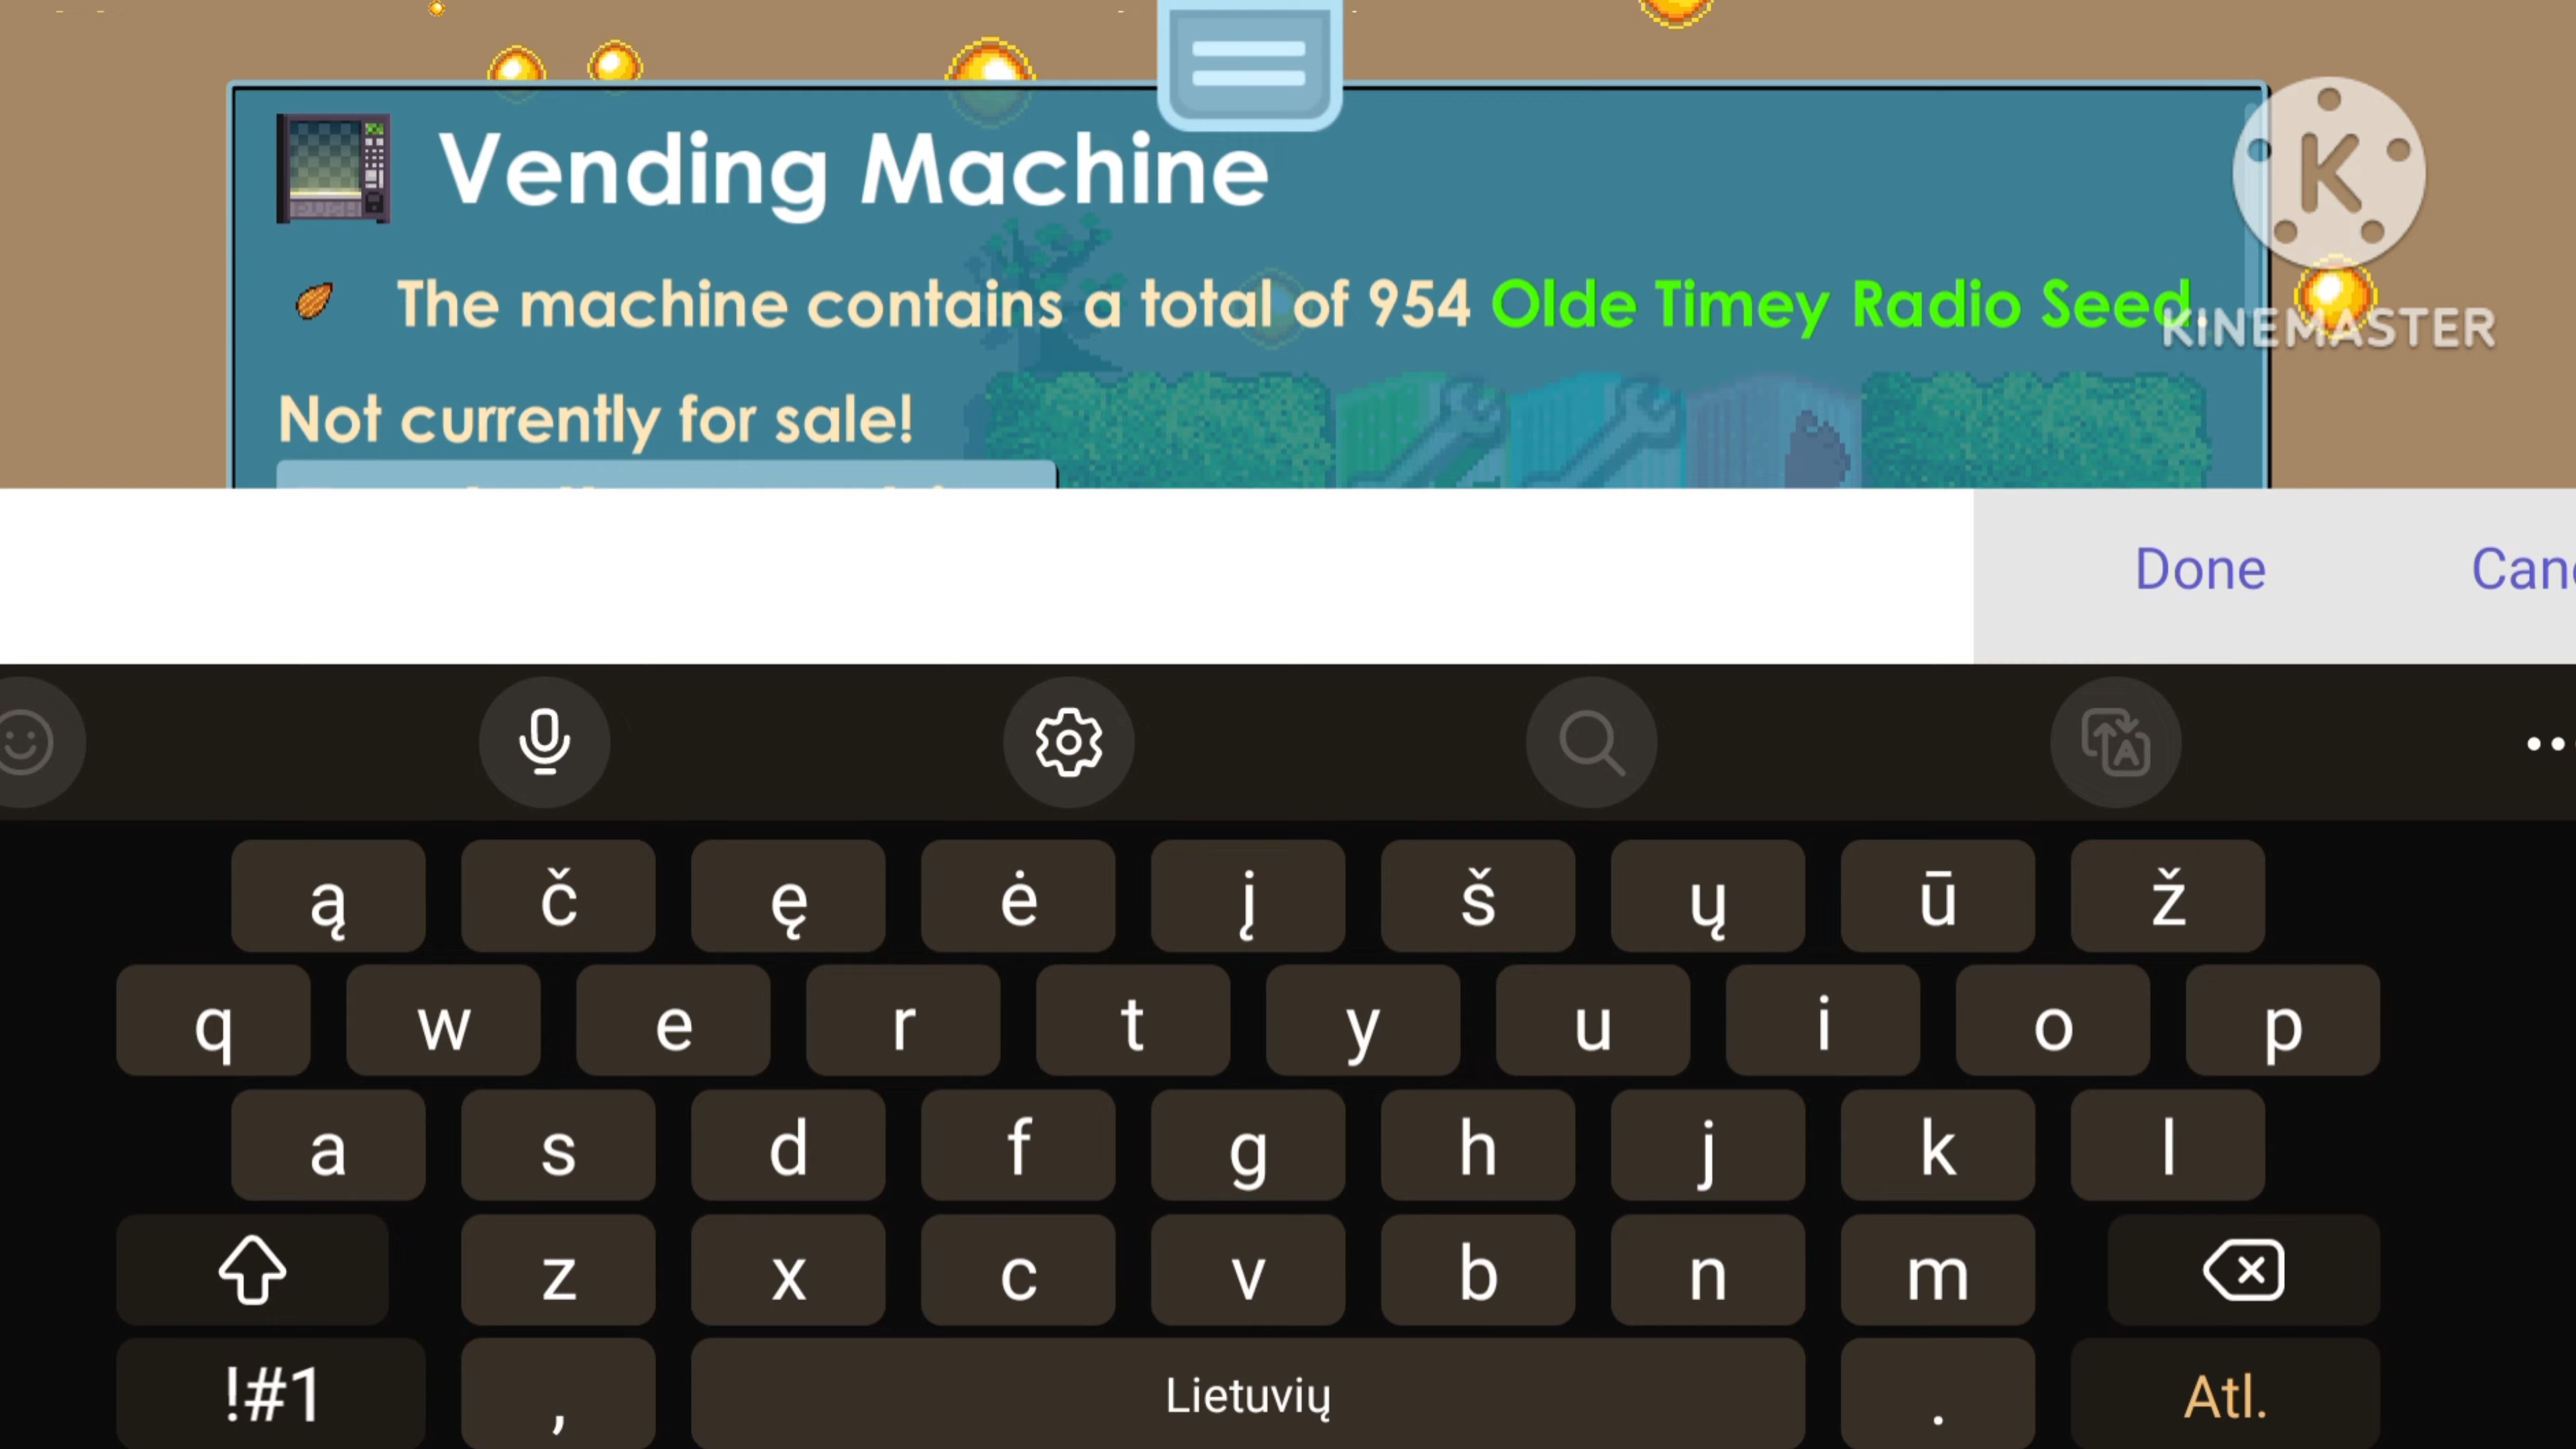 Vending Machine
The machine contains a total of 954 Olde Timey Radio Seed.
K
KINEMASTER
Not currently for sale!
Done
Canc
ą č ę ė į š ų ū ž
q w e r t y u i o p
a s d f g h j k l
z x c v b n m
!#1 , Lietuvių . Atl.